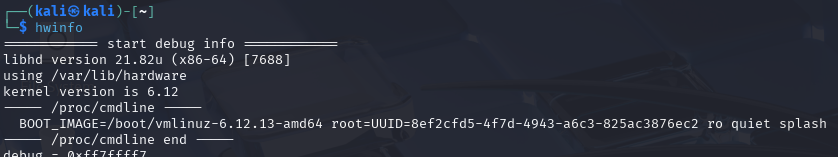 ┌──(kali㉿kali)-[~]
└─$ hwinfo
============ start debug info ============
libhd version 21.82u (x86-64) [7688]
using /var/lib/hardware
kernel version is 6.12
----- /proc/cmdline -----
  BOOT_IMAGE=/boot/vmlinuz-6.12.13-amd64 root=UUID=8ef2cfd5-4f7d-4943-a6c3-825ac3876ec2 ro quiet splash
----- /proc/cmdline end -----
debug = 0xff7ffff7